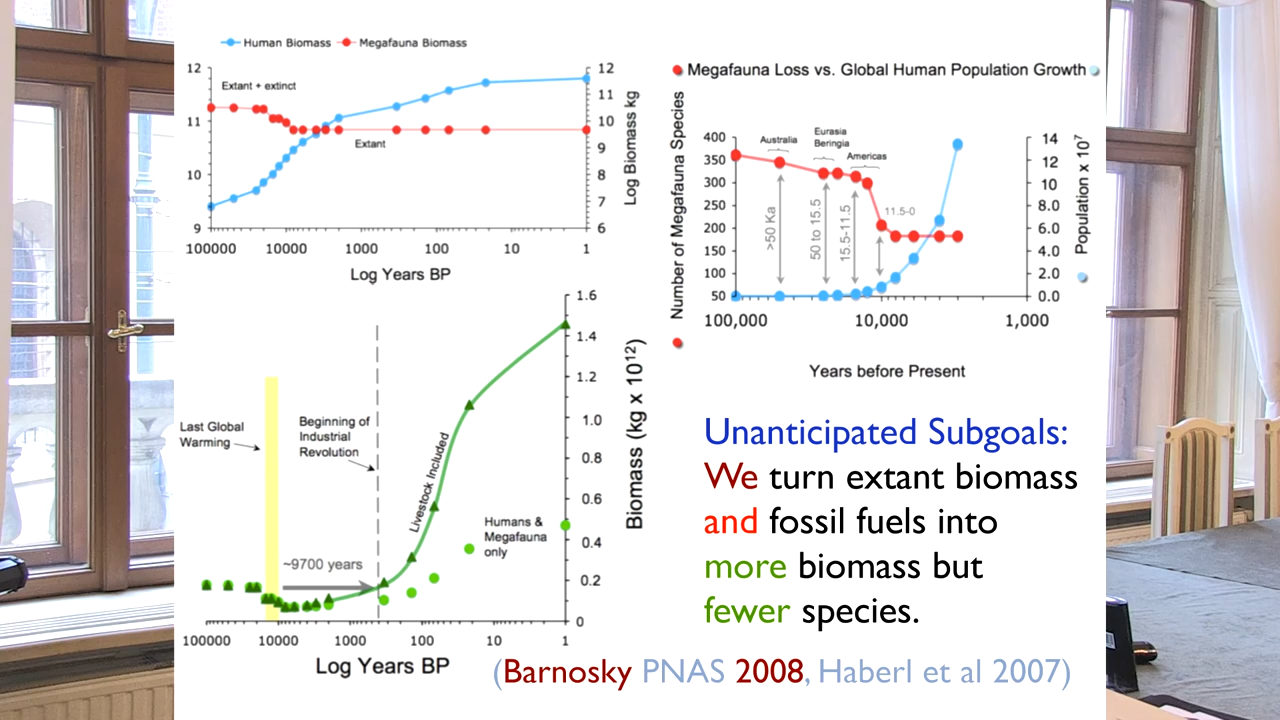 Human Biomass Megafauna Biomass
12 12
Extant + extinct
11 11
10
10 9
Extant
8
7
9 6
Log Biomass kg
100000 10000 1000 100 10 1
Log Years BP
Megafauna Loss vs. Global Human Population Growth
Number of Megafauna Species
400 14
350 12
300 10
250 8.0
200 6.0
150 4.0
100 2.0
50 0.0
Australia
Eurasia
Beringia
Americas
>50 Ka
50 to 15.5
15.5-11.5
11.5-0
Population x 10⁷
100,000 10,000 1,000
Years before Present
1.6
1.4
1.2
1.0
0.8
0.6
0.4
0.2
0
Biomass (kg x 10¹²)
Last Global
Warming
Beginning of
Industrial
Revolution
Livestock Included
Humans &
Megafauna
only
~9700 years
100000 10000 1000 100 10 1
Log Years BP
Unanticipated Subgoals:
We turn extant biomass
and fossil fuels into
more biomass but
fewer species.
(Barnosky PNAS 2008, Haberl et al 2007)